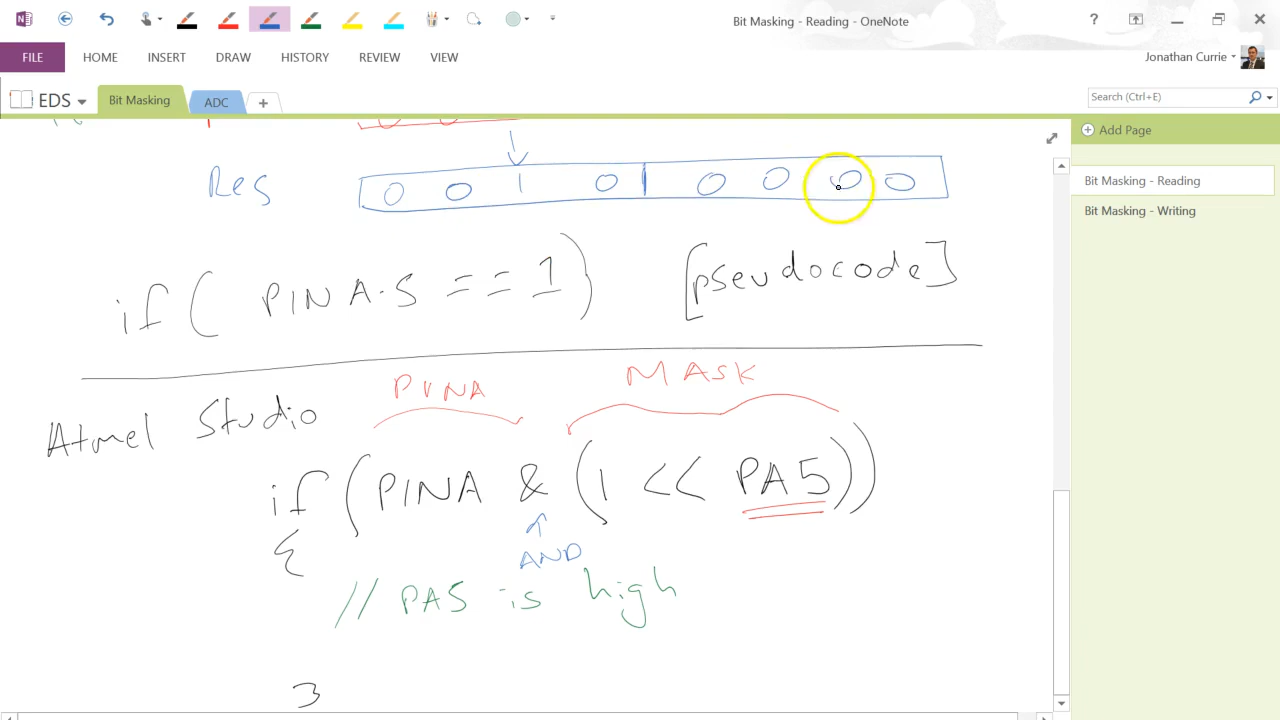 Bit Masking - Reading - OneNote
?
FILE HOME INSERT DRAW HISTORY REVIEW VIEW
Jonathan Currie
EDS Bit Masking ADC +
Search (Ctrl+E)
Add Page
Bit Masking - Reading
Bit Masking - Writing
Res 0 0 1 0 0 0 0 0
if( PINA.5 == 1) [pseudocode]
PINA MASK
Atmel Studio
if (PINA & (1 << PA5))
{
AND
// PA5 is high
}